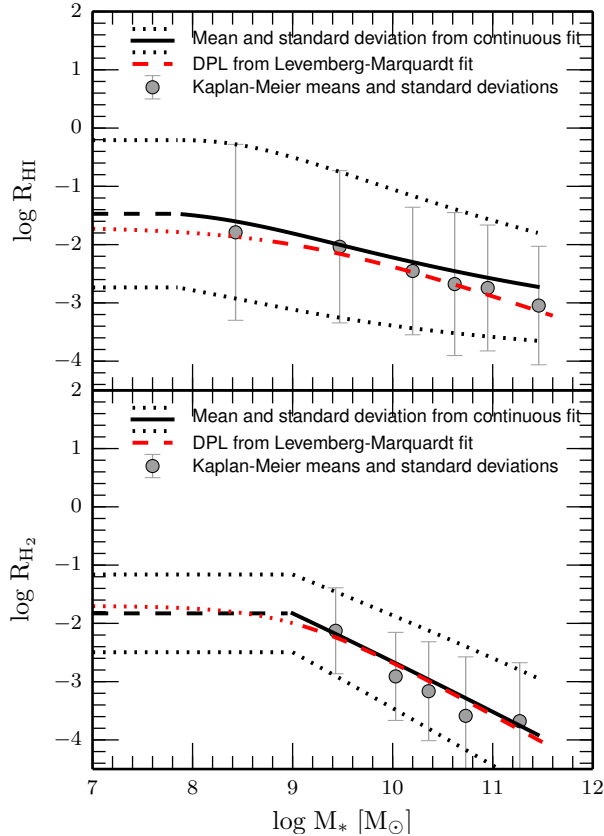 2
Mean and standard deviation from continuous fit
DPL from Levemberg-Marquardt fit
1
Kaplan-Meier means and standard deviations
0
−1
log R_HI
−2
−3
−4
2
Mean and standard deviation from continuous fit
DPL from Levemberg-Marquardt fit
1
Kaplan-Meier means and standard deviations
0
−1
log R_H₂
−2
−3
−4
7 8 9 10 11 12
log M_* [M_⊙]